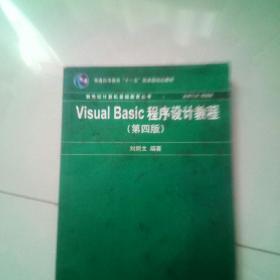 普通高等教育“十一五”国家级规划教材
新世纪计算机基础教育丛书
Visual Basic 程序设计教程
(第四版)
刘炳文 编著